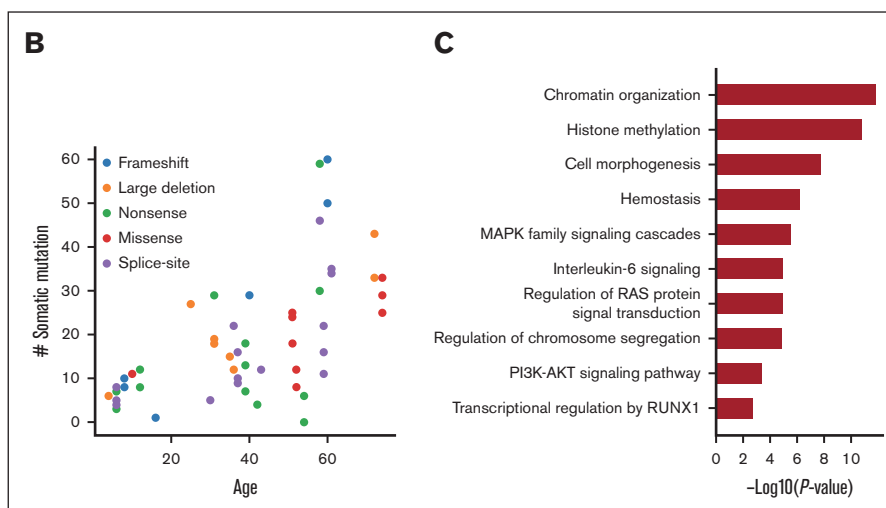 B
# Somatic mutation
60
50
40
30
20
10
0
Frameshift
Large deletion
Nonsense
Missense
Splice-site
20
40
60
Age
C
Chromatin organization
Histone methylation
Cell morphogenesis
Hemostasis
MAPK family signaling cascades
Interleukin-6 signaling
Regulation of RAS protein
signal transduction
Regulation of chromosome segregation
PI3K-AKT signaling pathway
Transcriptional regulation by RUNX1
0 2 4 6 8 10
–Log10(P-value)